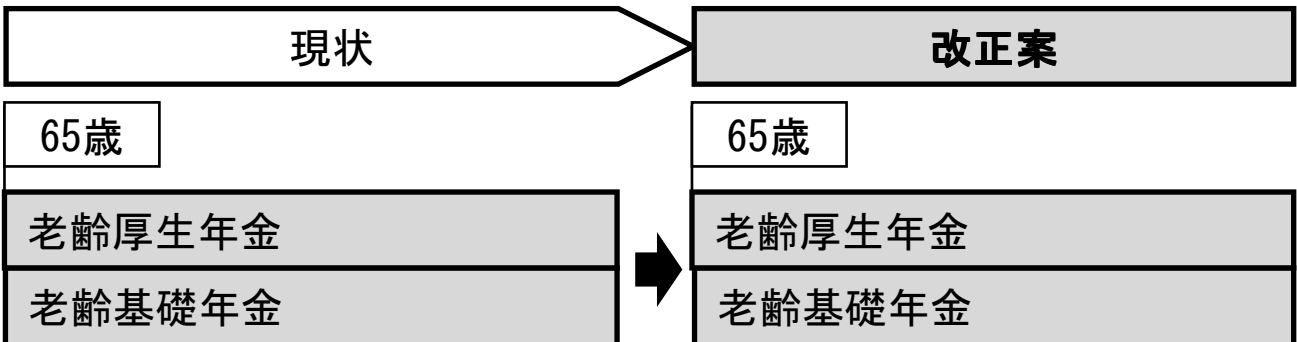 現状
改正案
65歳
65歳
老齢厚生年金
老齢厚生年金
老齢基礎年金
老齢基礎年金